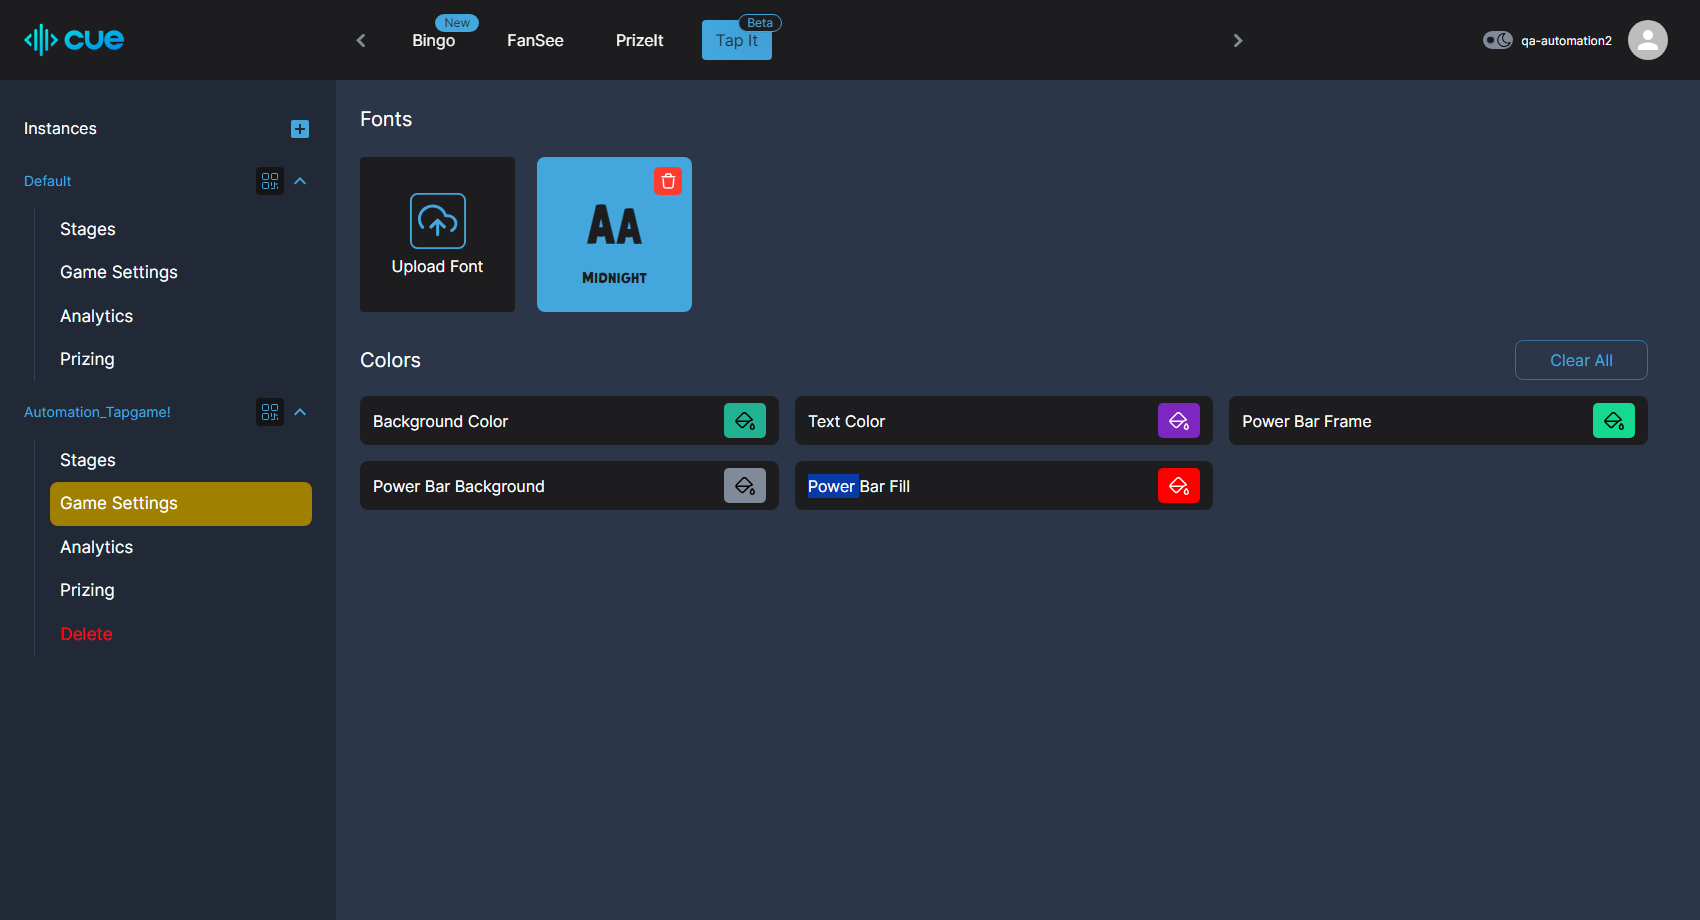 cue
New
Bingo
FanSee
PrizeIt
Beta
Tap It
qa-automation2
Instances
Default
Stages
Game Settings
Analytics
Prizing
Automation_Tapgame!
Stages
Game Settings
Analytics
Prizing
Delete
Fonts
Upload Font
AA
MIDNIGHT
Colors
Clear All
Background Color
Text Color
Power Bar Frame
Power Bar Background
Power Bar Fill